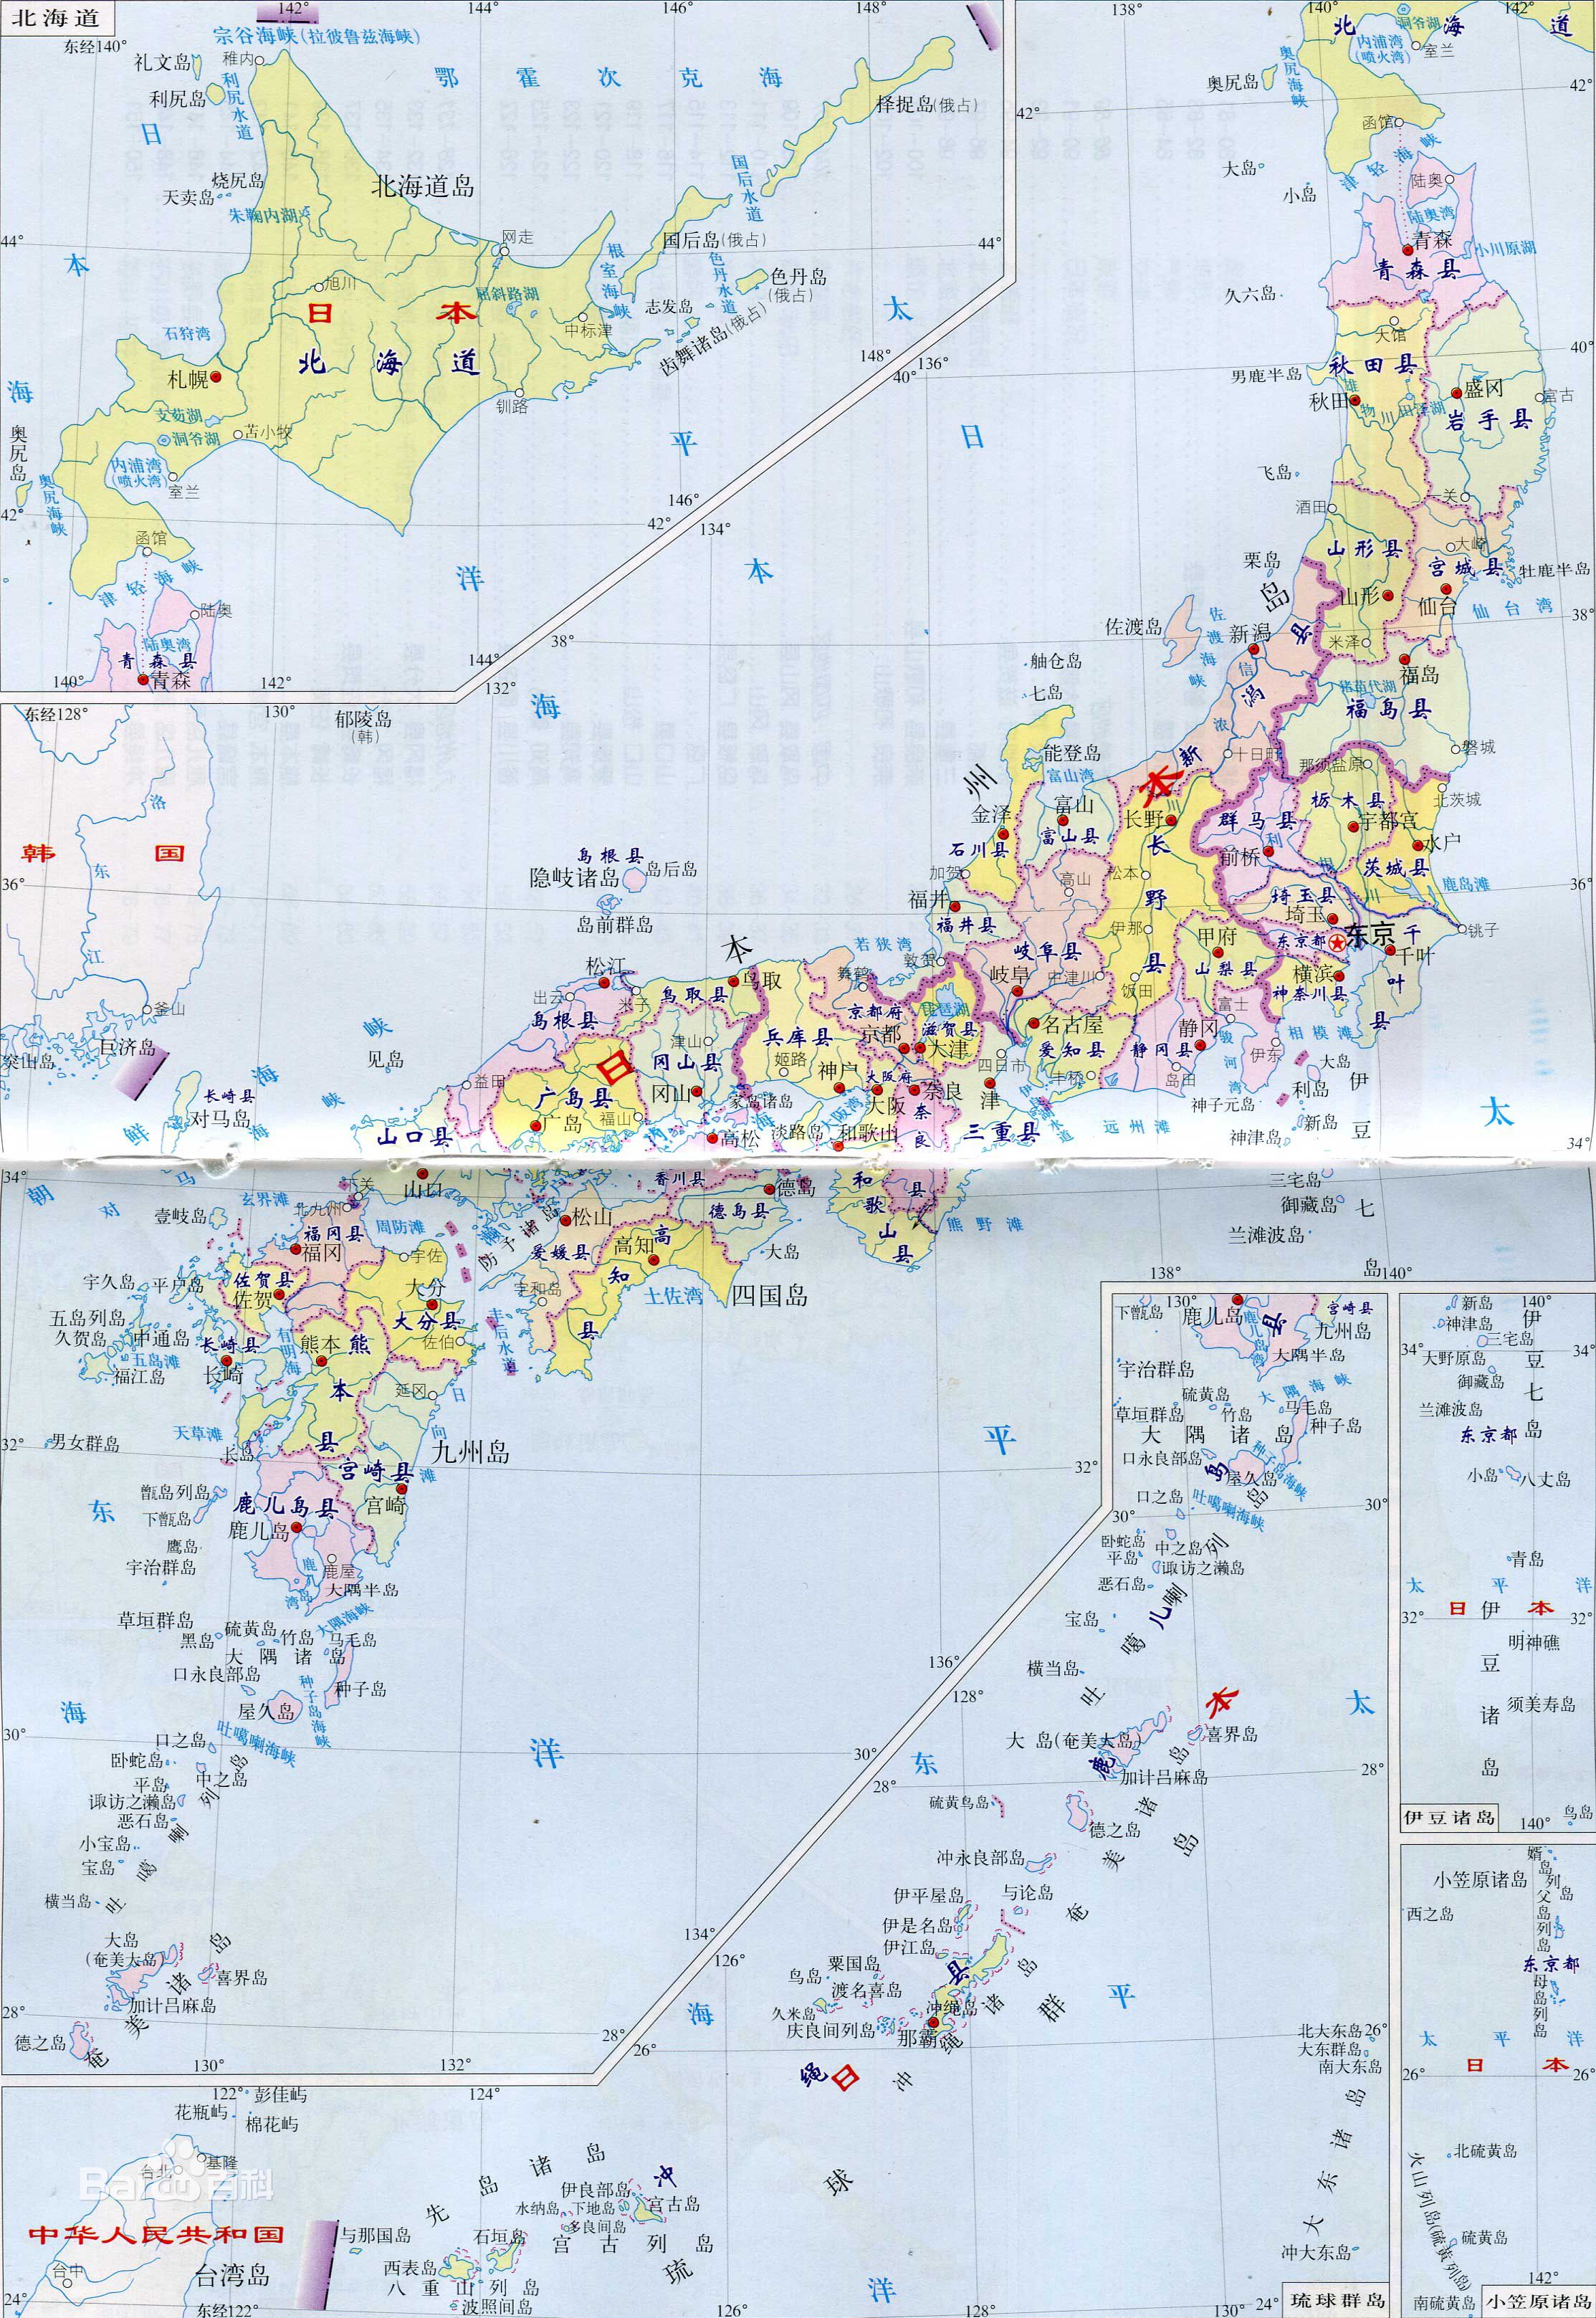 北海道
东经140°
142°
144°
146°
148°
宗谷海峡(拉彼鲁兹海峡)
稚内
礼文岛
利尻岛
利尻水道
鄂霍次克海
择捉岛(俄占)
国后水道
国后岛(俄占)
色丹水道
色丹岛
(俄占)
根室海峡
志发岛
齿舞诸岛(俄占)
北海道岛
烧尻岛
天卖岛
朱鞠内湖
网走
44°
44°
旭川
屈斜路湖
中标津
日本
北海道
石狩湾
札幌
支笏湖
洞爷湖
苫小牧
钏路
奥尻岛
奥尻海峡
内浦湾
(喷火湾)
室兰
函馆
津轻海峡
陆奥
陆奥湾
青森县
青森
42°
42°
140°
142°
144°
146°
148°
日本海
太平洋
138°
140°
142°
北海道
洞爷湖
内浦湾
(喷火湾)
室兰
奥尻岛
奥尻海峡
函馆
42°
42°
大岛
小岛
津轻海峡
陆奥
陆奥湾
青森
小川原湖
青森县
久六岛
大馆
40°
40°
136°
134°
132°
秋田县
男鹿半岛
秋田
雄物川
田泽湖
盛冈
宫古
岩手县
飞岛
酒田
一关
山形县
大崎
宫城县
牡鹿半岛
栗岛
山形
仙台
仙台湾
38°
38°
佐渡岛
佐渡海峡
新潟
新潟县
信浓川
米泽
福岛
猪苗代湖
福岛县
舳仓岛
七岛
能登岛
富山湾
十日町
那须盐原
磐城
北茨城
本州岛
金泽
石川县
富山
富山县
长野
长野县
群马县
前桥
利根川
栃木县
宇都宫
水户
茨城县
鹿岛滩
加贺
高山
松本
埼玉县
埼玉
36°
36°
福井
福井县
岐阜县
伊那
甲府
山梨县
东京都
东京
千叶
千叶县
铫子
若狭湾
敦贺
舞鹤
岐阜
中津川
饭田
富士
横滨
神奈川县
相模滩
京都府
琵琶湖
滋贺县
京都
大津
名古屋
爱知县
静冈
静冈县
骏河湾
伊东
大岛
利岛
新岛
神津岛
神子元岛
伊豆七岛
四日市
丰桥
岛田
津
三重县
远州滩
伊势湾水道
奈良
奈良县
大阪府
大阪
大阪湾
神户
和歌山
淡路岛
兵库县
姬路
鸟取
鸟取县
津山
冈山县
冈山
家岛诸岛
高松
松江
出云
米子
岛根县
益田
广岛县
广岛
福山
山口县
日本
岛根县
隐岐诸岛
岛后岛
岛前群岛
郁陵岛
(韩)
东经128°
130°
韩国
洛东江
釜山
突山岛
巨济岛
长崎县
对马岛
见岛
朝鲜海峡
对马海峡
34°
34°
玄界滩
下关
山口
北九州
壹岐岛
福冈县
福冈
周防滩
宇佐
防予诸岛
松山
爱媛县
宇和岛
香川县
德岛
德岛县
高知
高知县
土佐湾
四国岛
大岛
和歌山县
熊野滩
三宅岛
御藏岛
兰滩波岛
宇久岛
平户岛
五岛列岛
久贺岛
中通岛
五岛滩
福江岛
佐贺县
佐贺
大分
大分县
佐伯
丰后水道
长崎县
长崎
有明海
熊本
熊本县
延冈
日向滩
天草滩
长岛
九州岛
32°
32°
男女群岛
宫崎县
宫崎
甑岛列岛
下甑岛
鹿儿岛县
鹿儿岛
鹿儿岛湾
鹿屋
鹰岛
宇治群岛
大隅半岛
大隅海峡
草垣群岛
黑岛
硫黄岛
竹岛
马毛岛
大隅诸岛
口永良部岛
种子岛
种子岛海峡
屋久岛
吐噶喇海峡
30°
30°
口之岛
卧蛇岛
平岛
中之岛
诹访之濑岛
恶石岛
小宝岛
宝岛
吐噶喇列岛
横当岛
大岛
(奄美大岛)
喜界岛
加计吕麻岛
德之岛
奄美诸岛
28°
28°
130°
132°
134°
136°
138°
140°
东海
太平洋
122°
124°
彭佳屿
花瓶屿
棉花屿
基隆
台北
Bai百科
中华人民共和国
台中
台湾岛
24°
东经122°
先岛诸岛
与那国岛
西表岛
石垣岛
八重山列岛
波照间岛
伊良部岛
水纳岛
下地岛
多良间岛
宫古岛
宫古列岛
126°
128°
130°
24°
琉球群岛
下甑岛
130°
鹿儿岛
鹿儿岛湾
宫崎县
九州岛
大隅半岛
宇治群岛
大隅海峡
硫黄岛
草垣群岛
竹岛
马毛岛
种子岛
大隅诸岛
口永良部岛
屋久岛
种子岛海峡
口之岛
吐噶喇海峡
30°
30°
卧蛇岛
平岛
中之岛
诹访之濑岛
恶石岛
宝岛
吐噶喇列岛
横当岛
128°
大岛(奄美大岛)
喜界岛
加计吕麻岛
硫黄鸟岛
德之岛
28°
28°
奄美诸岛
鹿儿岛县
冲永良部岛
与论岛
伊平屋岛
伊是名岛
伊江岛
粟国岛
鸟岛
渡名喜岛
久米岛
庆良间列岛
冲绳岛
那霸
冲绳诸岛
冲绳县
日本
126°
26°
26°
北大东岛
大东群岛
南大东岛
大东诸岛
冲大东岛
琉球群岛
东海
太平洋
新岛
140°
神津岛
三宅岛
34°
34°
大野原岛
御藏岛
兰滩波岛
伊豆七岛
东京都
小岛
八丈岛
青岛
太平洋
日本
32°
32°
明神礁
须美寿岛
伊豆诸岛
鸟岛
伊豆诸岛
140°
小笠原诸岛
西之岛
父岛列岛
东京都
母岛列岛
太平洋
日本
26°
北硫黄岛
火山列岛(硫黄列岛)
硫黄岛
142°
南硫黄岛
小笠原诸岛